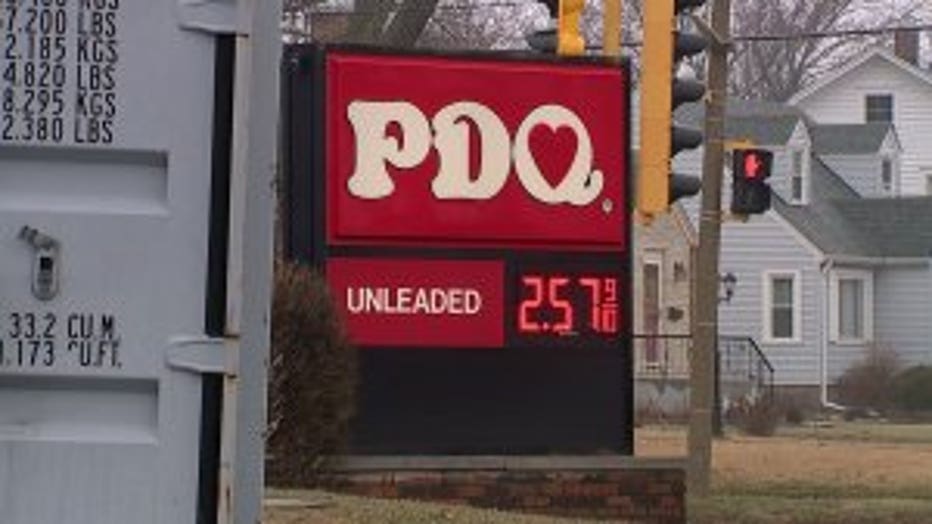 7.200 LBS
2.185 KGS
4.820 LBS
8.295 KGS
2.380 LBS
33.2 CU.M.
1.173 CU.FT.
PDQ®
UNLEADED
2.57 9/10